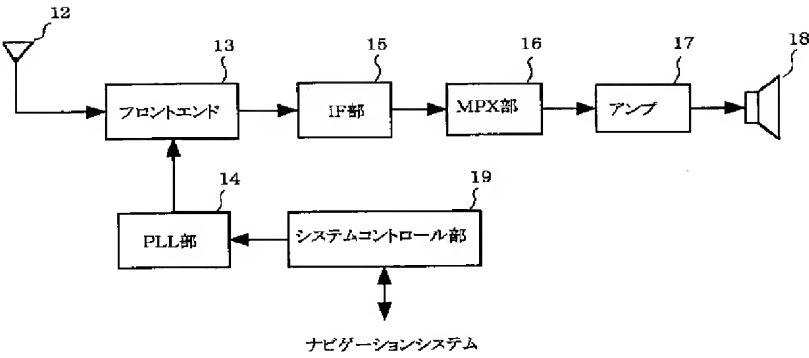 12
13
15
16
17
18
フロントエンド
IF部
MPX部
アンプ
14
19
PLL部
システムコントロール部
ナビゲーションシステム